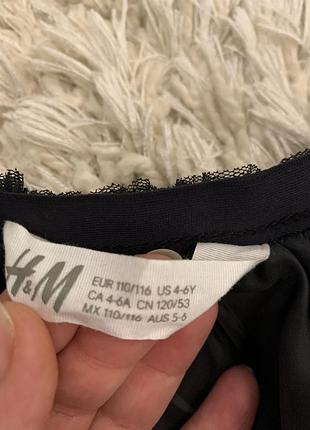 H&M
EUR 110/116 US 4-6Y
CA 4-6A CN 120/53
MX 110/116 AUS 5-6